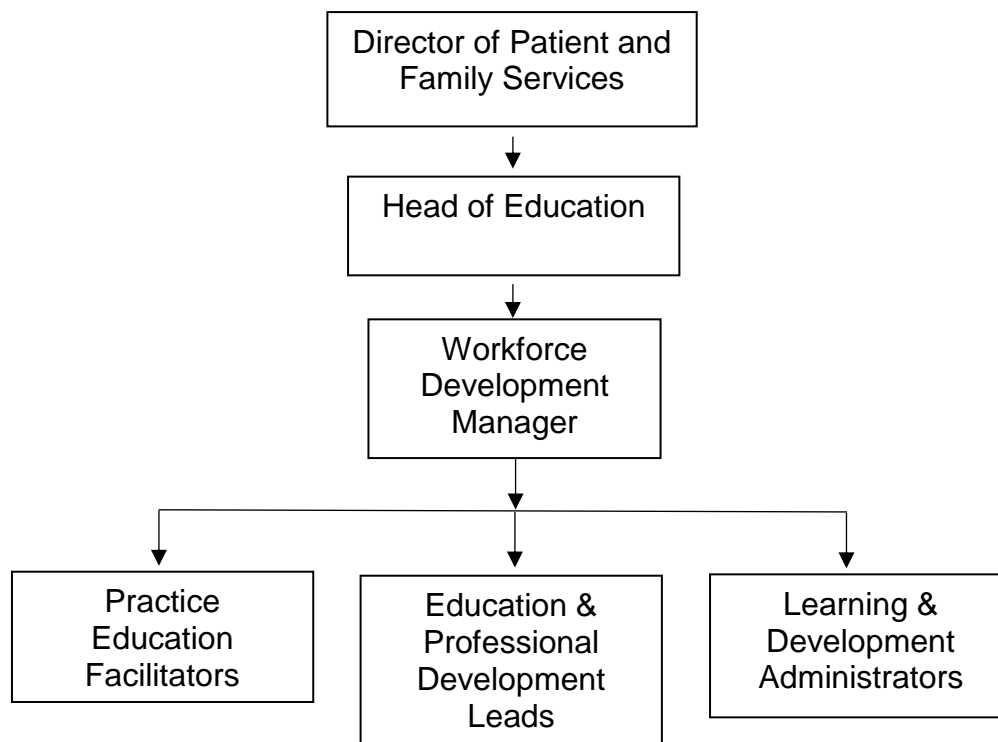 Director of Patient and
Family Services
Head of Education
Workforce
Development
Manager
Practice
Education
Facilitators
Education &
Professional
Development
Leads
Learning &
Development
Administrators